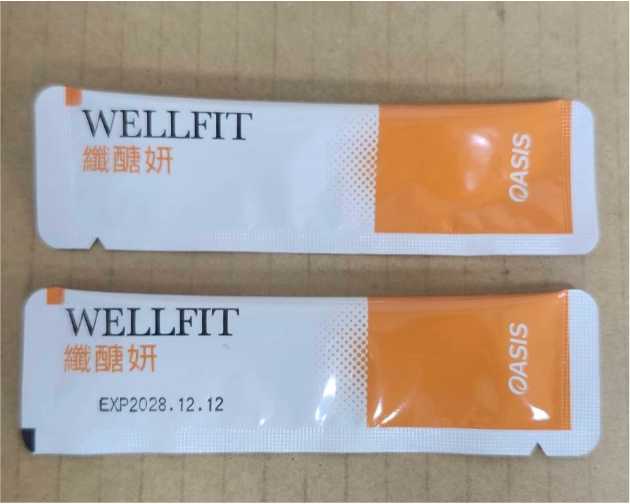 WELLFIT
纖醣妍
OASIS
WELLFIT
纖醣妍
EXP2028.12.12
OASIS